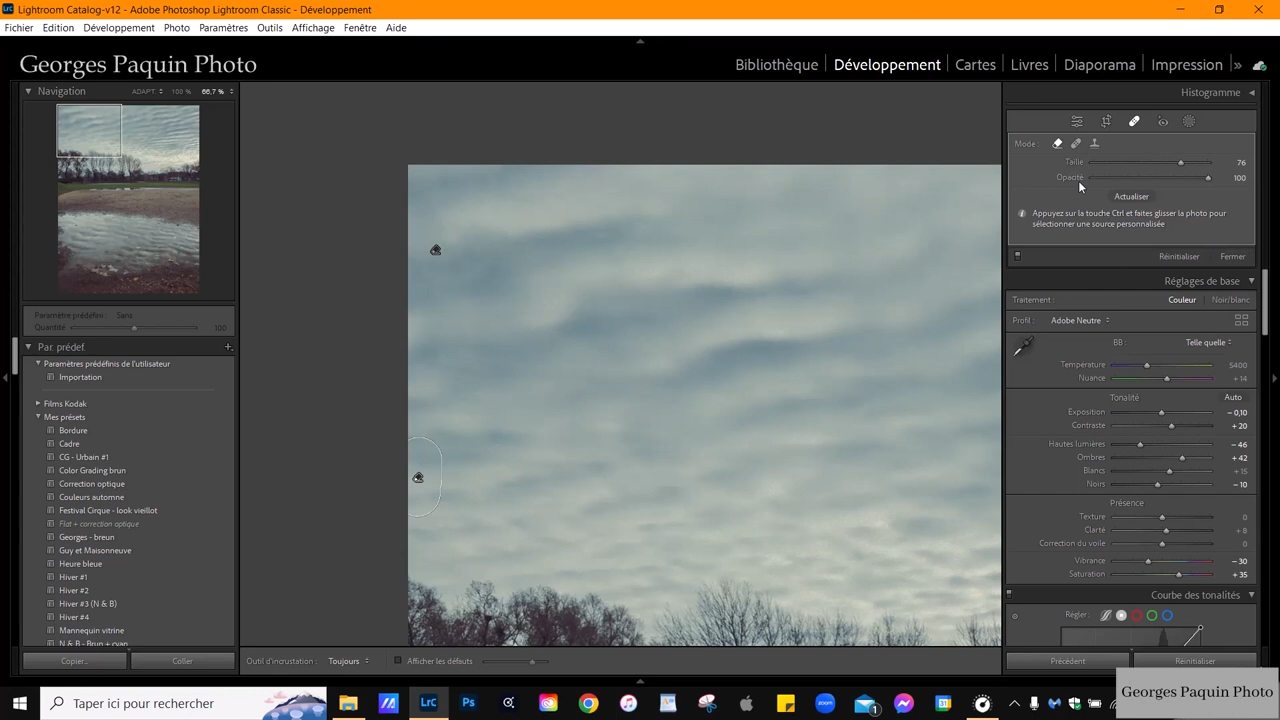 Lightroom Catalog-v12 - Adobe Photoshop Lightroom Classic - Développement
Fichier Edition Développement Photo Paramètres Outils Affichage Fenêtre Aide
Georges Paquin Photo
Bibliothèque Développement Cartes Livres Diaporama Impression »
Navigation ADAPT. 100 % 66,7 %
Paramètre prédéfini : Sans
Quantité 100
Par. prédéf. +
Paramètres prédéfinis de l'utilisateur
Importation
Films Kodak
Mes présets
Bordure
Cadre
CG - Urbain #1
Color Grading brun
Correction optique
Couleurs automne
Festival Cirque - look vieillot
Flat + correction optique
Georges - breun
Guy et Maisonneuve
Heure bleue
Hiver #1
Hiver #2
Hiver #3 (N & B)
Hiver #4
Mannequin vitrine
N & B - Brun + cyan
Copier... Coller
Outil d'incrustation : Toujours Afficher les défauts
Histogramme
Mode :
Taille 76
Opacité 100
Actualiser
Appuyez sur la touche Ctrl et faites glisser la photo pour
sélectionner une source personnalisée
Réinitialiser Fermer
Réglages de base
Traitement : Couleur Noir/blanc
Profil : Adobe Neutre
BB : Telle quelle
Température 5400
Nuance + 14
Tonalité Auto
Exposition – 0,10
Contraste + 20
Hautes lumières – 46
Ombres + 42
Blancs + 15
Noirs – 10
Présence
Texture 0
Clarté + 8
Correction du voile 0
Vibrance – 30
Saturation + 35
Courbe des tonalités
Régler :
Précédent Réinitialiser
Georges Paquin Photo
Taper ici pour rechercher
LrC Ps zoom 1